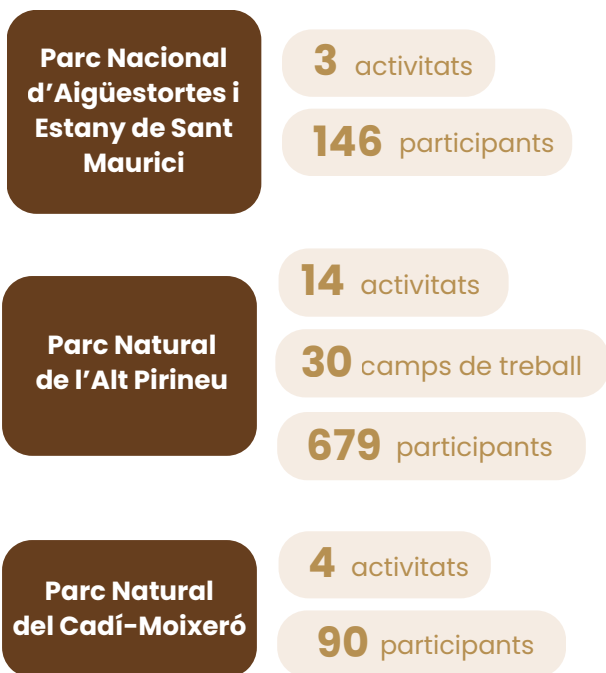 Parc Nacional
d'Aigüestortes i
Estany de Sant
Maurici
3 activitats
146 participants
Parc Natural
de l'Alt Pirineu
14 activitats
30 camps de treball
679 participants
Parc Natural
del Cadí-Moixeró
4 activitats
90 participants